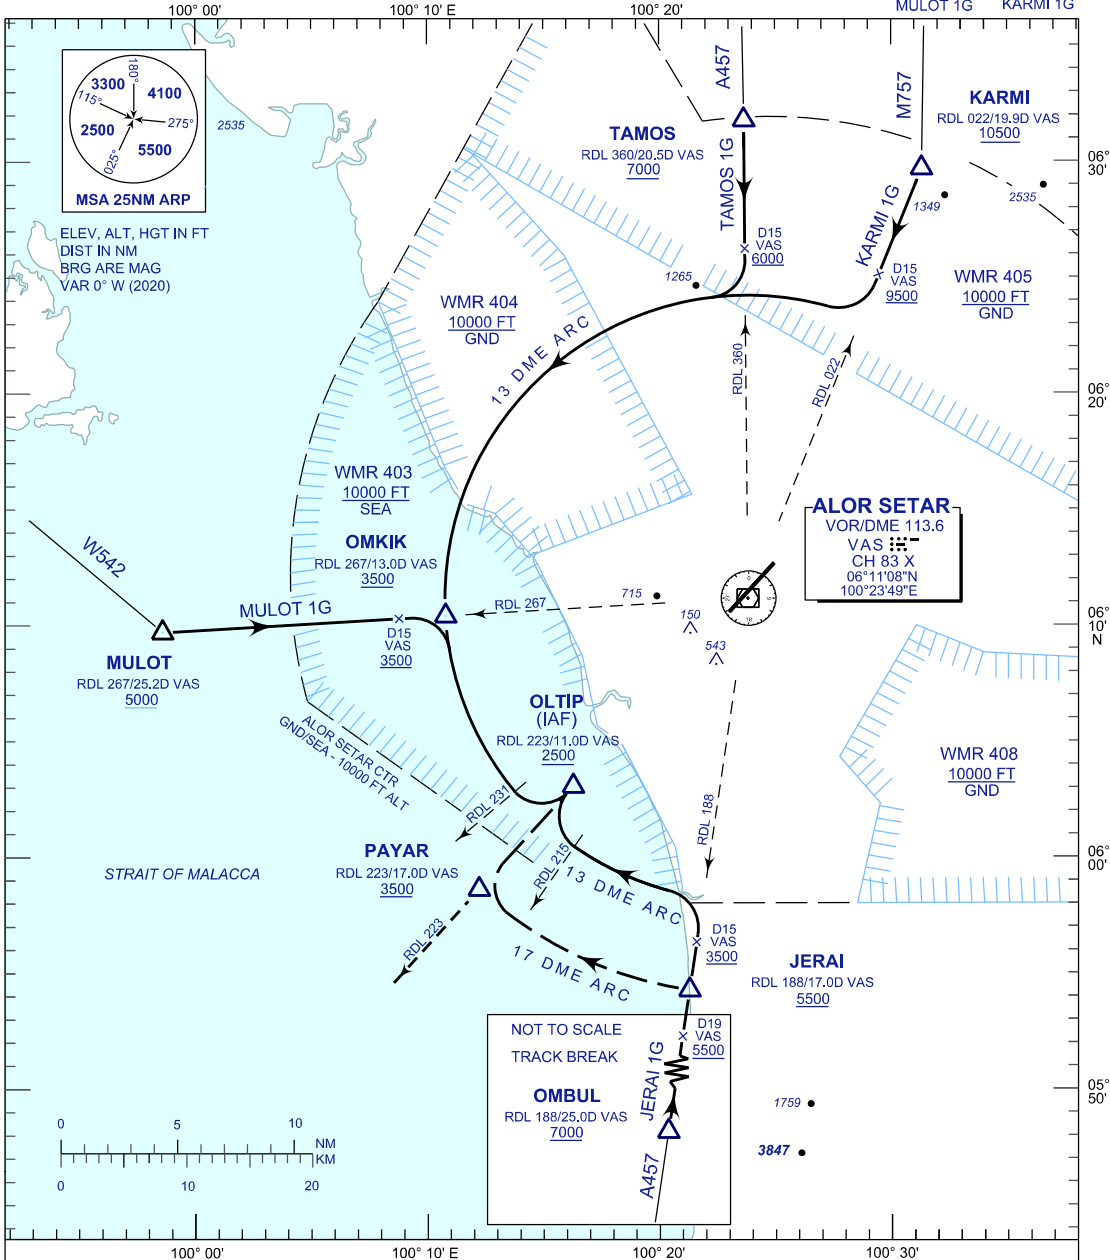 MULOT 1G KARMI 1G
100° 00' 100° 10' E 100° 20'
180°
3300 4100
115°
275°
2500
5500
025°
MSA 25NM ARP
2535
ELEV, ALT, HGT IN FT
DIST IN NM
BRG ARE MAG
VAR 0° W (2020)
A457
M757
TAMOS
RDL 360/20.5D VAS
7000
TAMOS 1G
KARMI
RDL 022/19.9D VAS
10500
KARMI 1G
06°
30'
1349
2535
D15
VAS
6000
D15
VAS
9500
1265
WMR 404
10000 FT
GND
WMR 405
10000 FT
GND
13 DME ARC
RDL 360
RDL 022
06°
20'
WMR 403
10000 FT
SEA
ALOR SETAR
VOR/DME 113.6
VAS
CH 83 X
06°11'08"N
100°23'49"E
OMKIK
RDL 267/13.0D VAS
3500
W542
MULOT 1G
RDL 267
715
150
543
D15
VAS
3500
06°
10'
N
MULOT
RDL 267/25.2D VAS
5000
OLTIP
(IAF)
RDL 223/11.0D VAS
2500
ALOR SETAR CTR
GND/SEA - 10000 FT ALT
WMR 408
10000 FT
GND
RDL 231
RDL 188
PAYAR
RDL 223/17.0D VAS
3500
RDL 215
13 DME ARC
06°
00'
STRAIT OF MALACCA
RDL 223
17 DME ARC
D15
VAS
3500
JERAI
RDL 188/17.0D VAS
5500
NOT TO SCALE
TRACK BREAK
D19
VAS
5500
JERAI 1G
OMBUL
RDL 188/25.0D VAS
7000
A457
05°
50'
1759
3847
0 5 10
NM
KM
0 10 20
100° 00' 100° 10' E 100° 20' 100° 30'